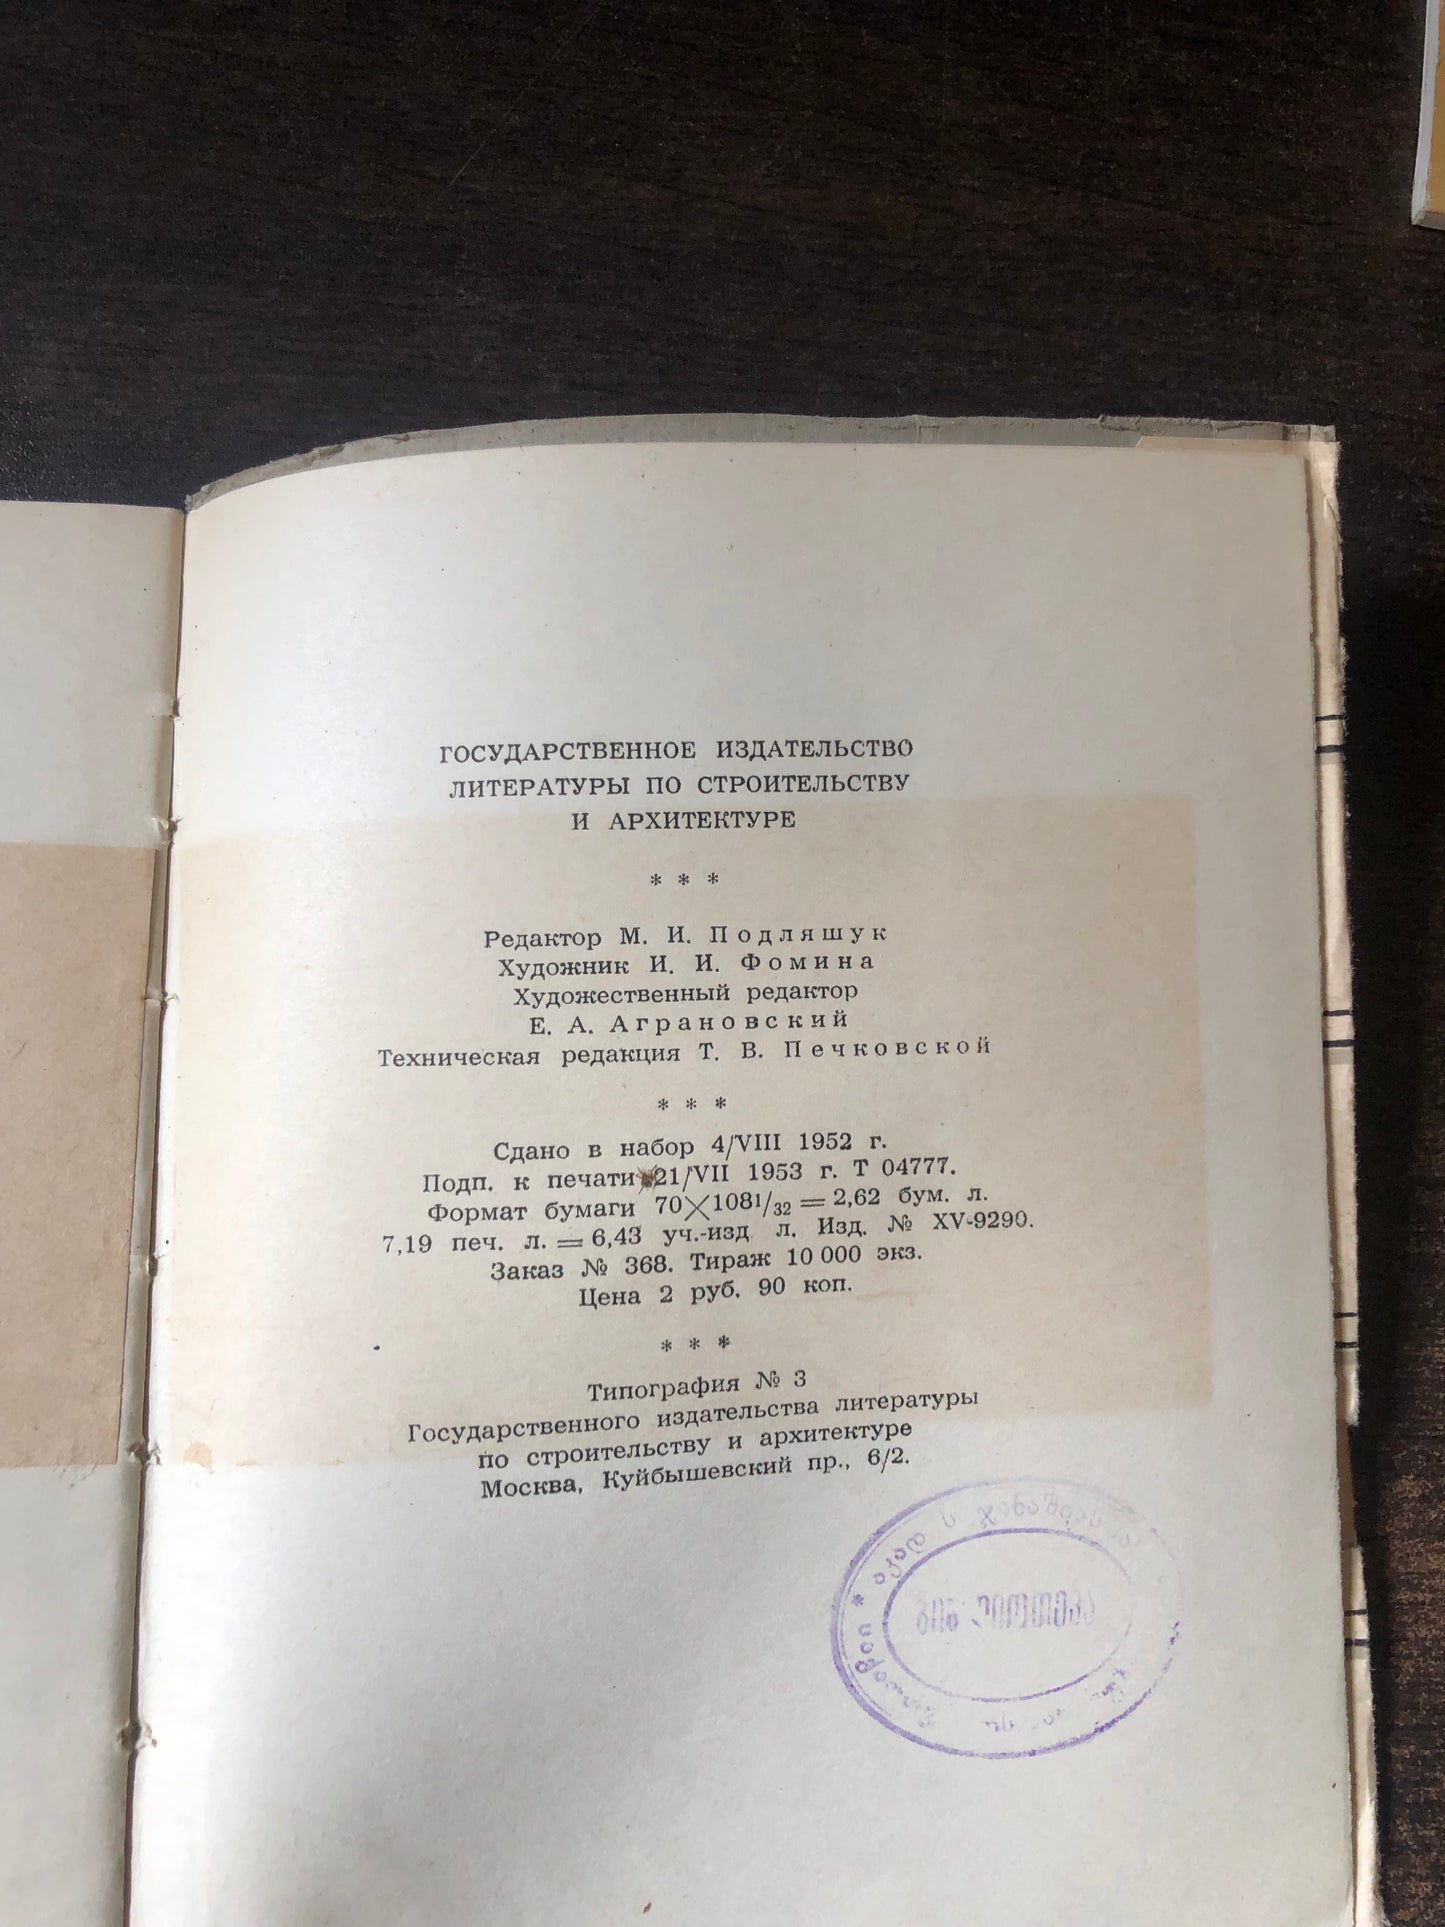 ГОСУДАРСТВЕННОЕ ИЗДАТЕЛЬСТВО
ЛИТЕРАТУРЫ ПО СТРОИТЕЛЬСТВУ
И АРХИТЕКТУРЕ
* * *
Редактор М. И. Подляшук
Художник И. И. Фомина
Художественный редактор
Е. А. Аграновский
Техническая редакция Т. В. Печковской
* * *
Сдано в набор 4/VIII 1952 г.
Подп. к печати 21/VII 1953 г. Т 04777.
Формат бумаги 70×108¹/₃₂ = 2,62 бум. л.
7,19 печ. л. = 6,43 уч.-изд л. Изд. № XV-9290.
Заказ № 368. Тираж 10 000 экз.
Цена 2 руб. 90 коп.
* * *
Типография № 3
Государственного издательства литературы
по строительству и архитектуре
Москва, Куйбышевский пр., 6/2.